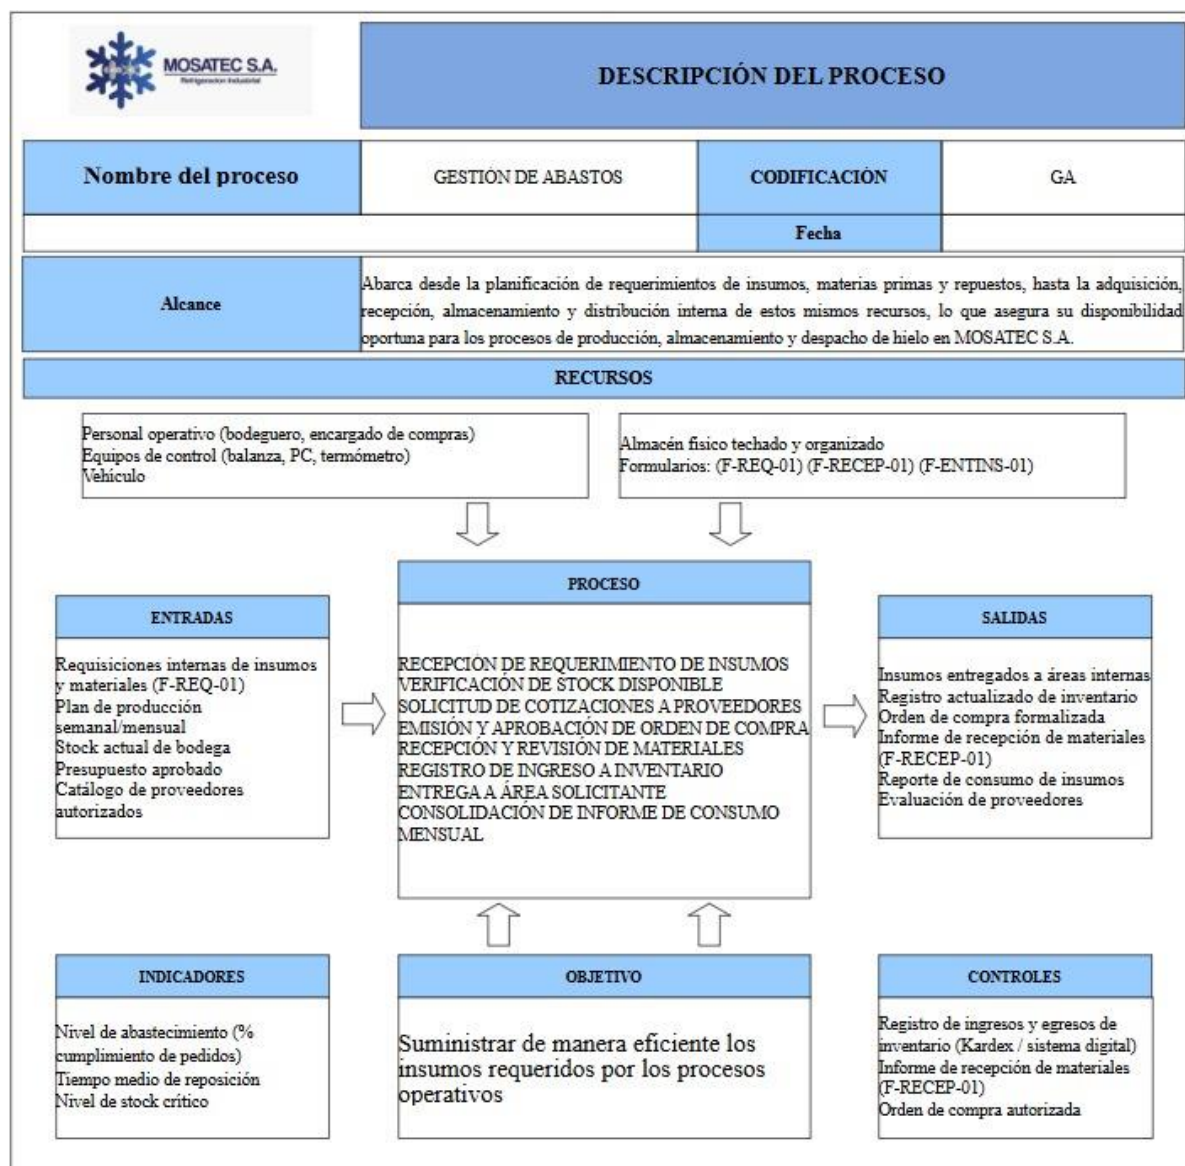 MOSATEC S.A.
Refrigeracion Industrial
DESCRIPCIÓN DEL PROCESO
Nombre del proceso
GESTIÓN DE ABASTOS
CODIFICACIÓN
GA
Fecha
Alcance
Abarca desde la planificación de requerimientos de insumos, materias primas y repuestos, hasta la adquisición,
recepción, almacenamiento y distribución interna de estos mismos recursos, lo que asegura su disponibilidad
oportuna para los procesos de producción, almacenamiento y despacho de hielo en MOSATEC S.A.
RECURSOS
Personal operativo (bodeguero, encargado de compras)
Equipos de control (balanza, PC, termómetro)
Vehículo
Almacén físico techado y organizado
Formularios: (F-REQ-01) (F-RECEP-01) (F-ENTINS-01)
ENTRADAS
Requisiciones internas de insumos
y materiales (F-REQ-01)
Plan de producción
semanal/mensual
Stock actual de bodega
Presupuesto aprobado
Catálogo de proveedores
autorizados
PROCESO
RECEPCIÓN DE REQUERIMIENTO DE INSUMOS
VERIFICACIÓN DE STOCK DISPONIBLE
SOLICITUD DE COTIZACIONES A PROVEEDORES
EMISIÓN Y APROBACIÓN DE ORDEN DE COMPRA
RECEPCIÓN Y REVISIÓN DE MATERIALES
REGISTRO DE INGRESO A INVENTARIO
ENTREGA A ÁREA SOLICITANTE
CONSOLIDACIÓN DE INFORME DE CONSUMO
MENSUAL
SALIDAS
Insumos entregados a áreas internas
Registro actualizado de inventario
Orden de compra formalizada
Informe de recepción de materiales
(F-RECEP-01)
Reporte de consumo de insumos
Evaluación de proveedores
INDICADORES
Nivel de abastecimiento (%
cumplimiento de pedidos)
Tiempo medio de reposición
Nivel de stock crítico
OBJETIVO
Suministrar de manera eficiente los
insumos requeridos por los procesos
operativos
CONTROLES
Registro de ingresos y egresos de
inventario (Kardex / sistema digital)
Informe de recepción de materiales
(F-RECEP-01)
Orden de compra autorizada